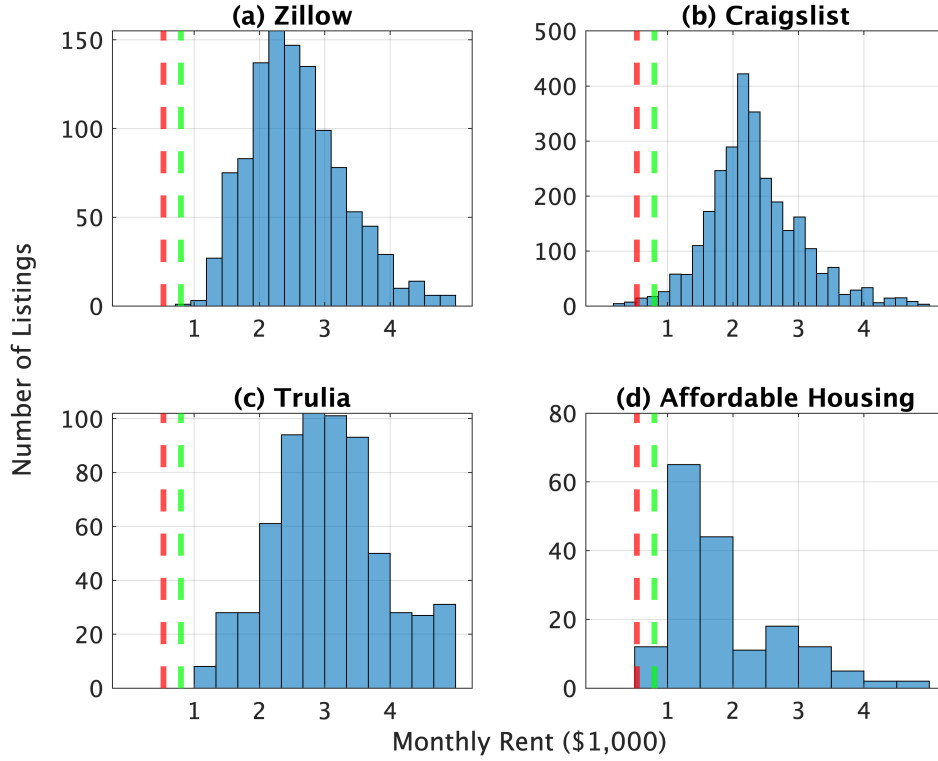 (a) Zillow
150
100
50
0
1 2 3 4
(b) Craigslist
500
400
300
200
100
0
1 2 3 4
Number of Listings
(c) Trulia
100
80
60
40
20
0
1 2 3 4
(d) Affordable Housing
80
60
40
20
0
1 2 3 4
Monthly Rent ($1,000)